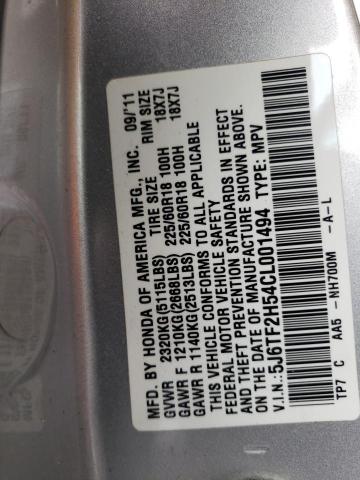 MFD. BY HONDA OF AMERICA MFG., INC. 09/'11
TIRE SIZE RIM SIZE
GVWR 2320KG(5115LBS)
GAWR F 1210KG(2668LBS) 225/60R18 100H 18X7J
GAWR R 1140KG(2513LBS) 225/60R18 100H 18X7J
THIS VEHICLE CONFORMS TO ALL APPLICABLE
FEDERAL MOTOR VEHICLE SAFETY
AND THEFT PREVENTION STANDARDS IN EFFECT
ON THE DATE OF MANUFACTURE SHOWN ABOVE.
V.I.N.:5J6TF2H54CL001494 TYPE: MPV
TP7 C AA5 -NH700M -A-L